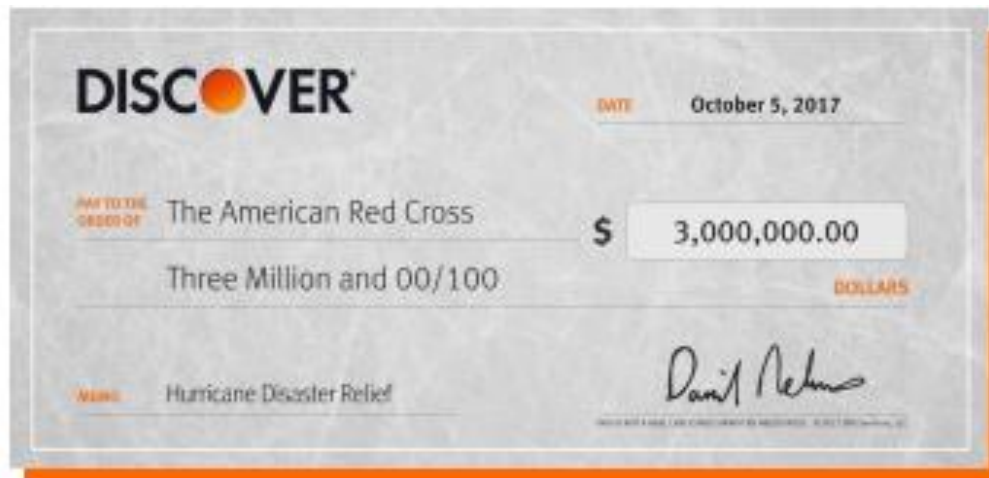 DISCOVER
DATE October 5, 2017
PAY TO THE
ORDER OF The American Red Cross
$ 3,000,000.00
Three Million and 00/100
DOLLARS
MEMO Hurricane Disaster Relief